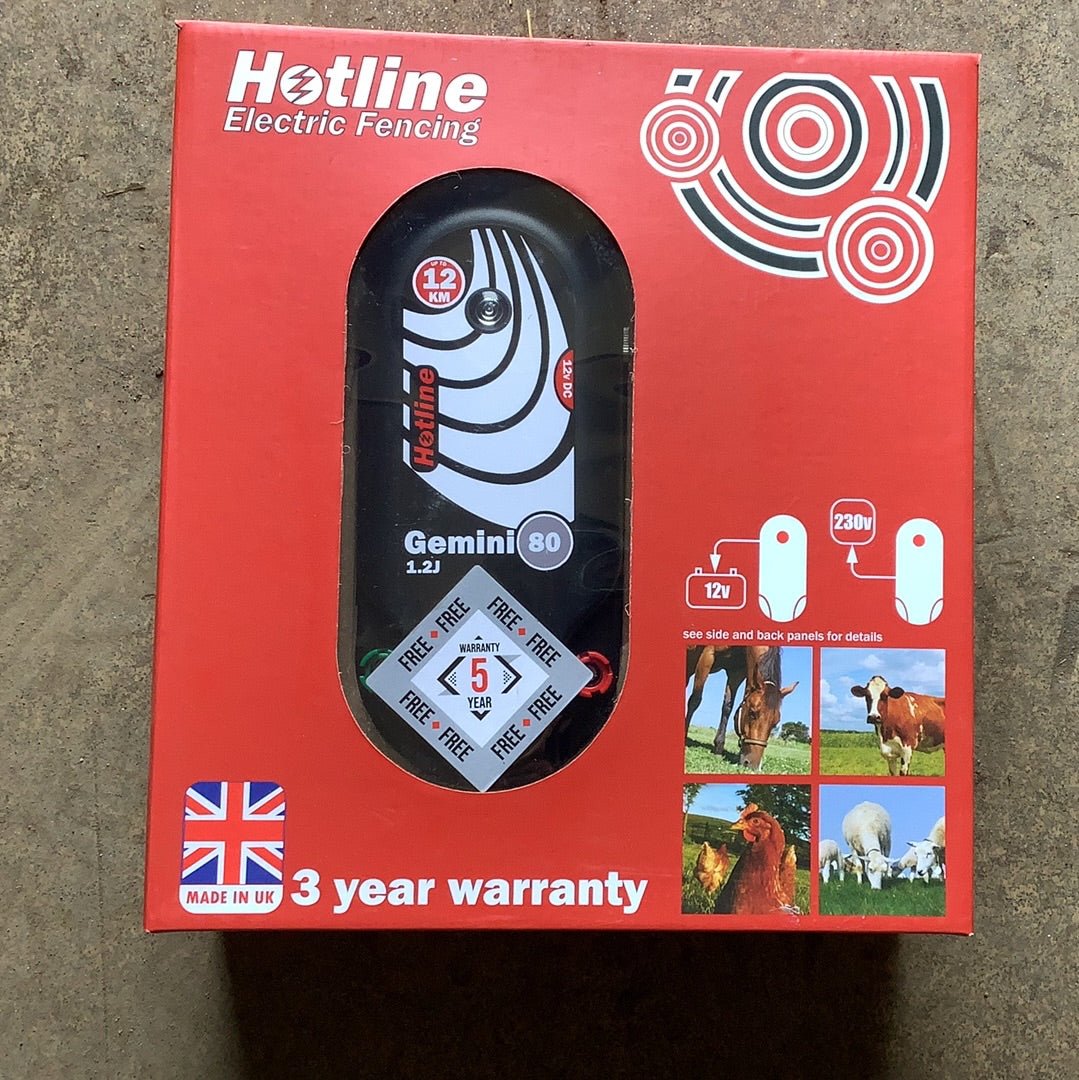 Hotline
Electric Fencing
UP TO
12
KM
12v DC
Hotline
Gemini 80
1.2J
FREE FREE
FREE FREE
WARRANTY
5
YEAR
FREE FREE
FREE FREE
230v
12v
see side and back panels for details
MADE IN UK
3 year warranty